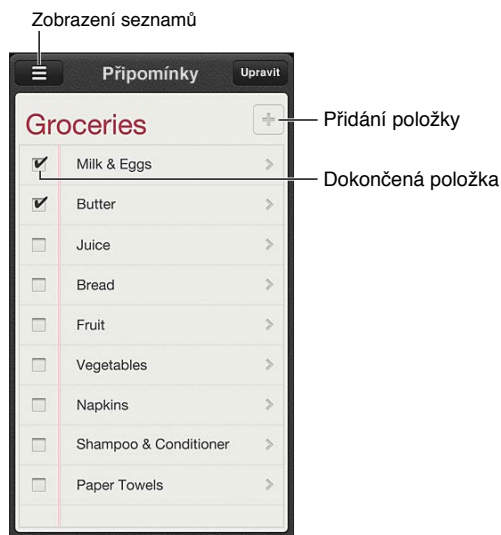 Zobrazení seznamů
Připomínky
Upravit
Groceries
Přidání položky
Milk & Eggs
Dokončená položka
Butter
Juice
Bread
Fruit
Vegetables
Napkins
Shampoo & Conditioner
Paper Towels